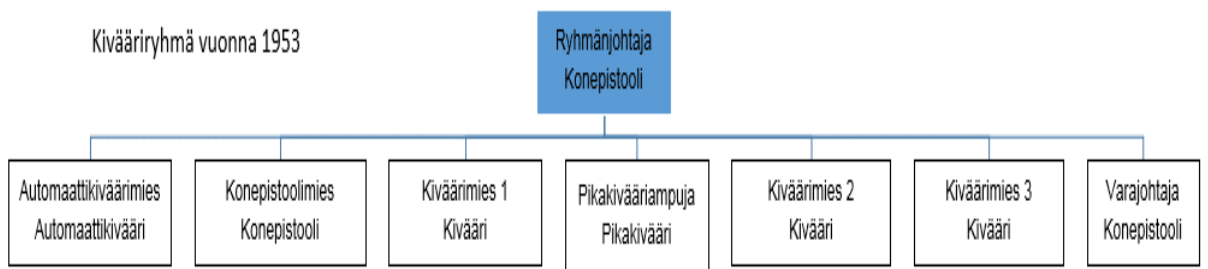 Kivääriryhmä vuonna 1953
Ryhmänjohtaja
Konepistooli
Automaattikiväärimies
Automaattikivääri
Konepistoolimies
Konepistooli
Kiväärimies 1
Kivääri
Pikakivääriampuja
Pikakivääri
Kiväärimies 2
Kivääri
Kiväärimies 3
Kivääri
Varajohtaja
Konepistooli